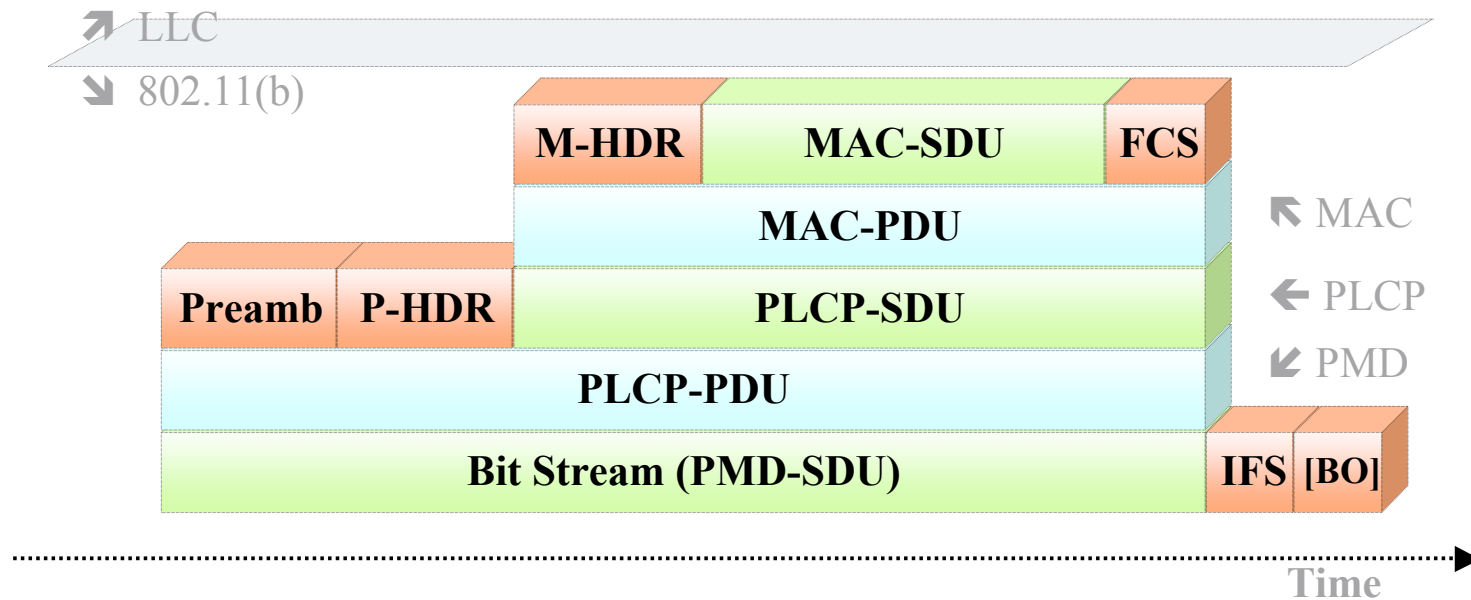 ↗ LLC
↘ 802.11(b)
M-HDR MAC-SDU FCS
MAC-PDU
↖ MAC
Preamb P-HDR PLCP-SDU
← PLCP
PLCP-PDU
↙ PMD
Bit Stream (PMD-SDU) IFS [BO]
Time